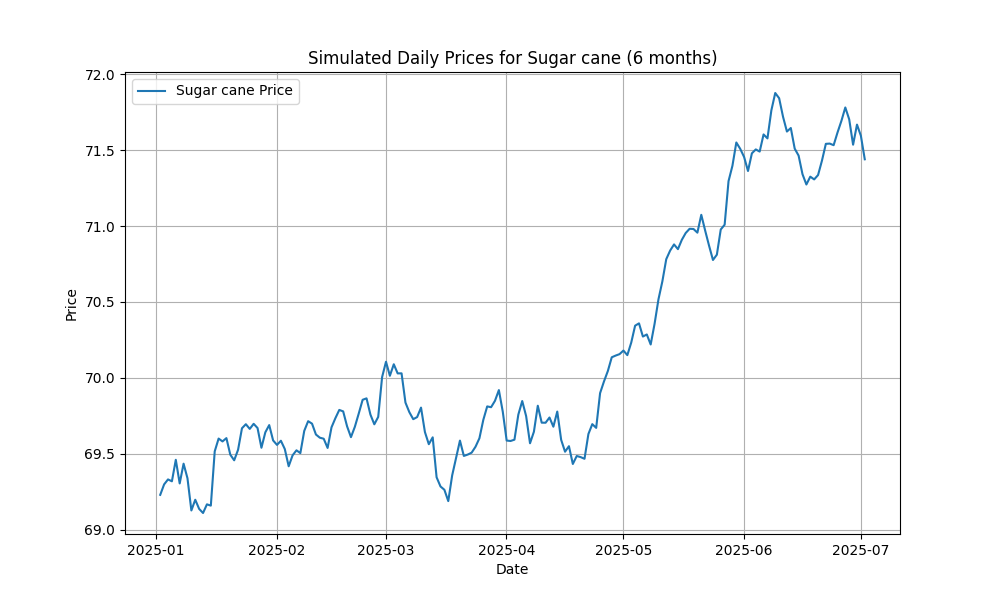 Simulated Daily Prices for Sugar cane (6 months)
Sugar cane Price
72.0
71.5
71.0
70.5
70.0
69.5
69.0
Price
2025-01 2025-02 2025-03 2025-04 2025-05 2025-06 2025-07
Date